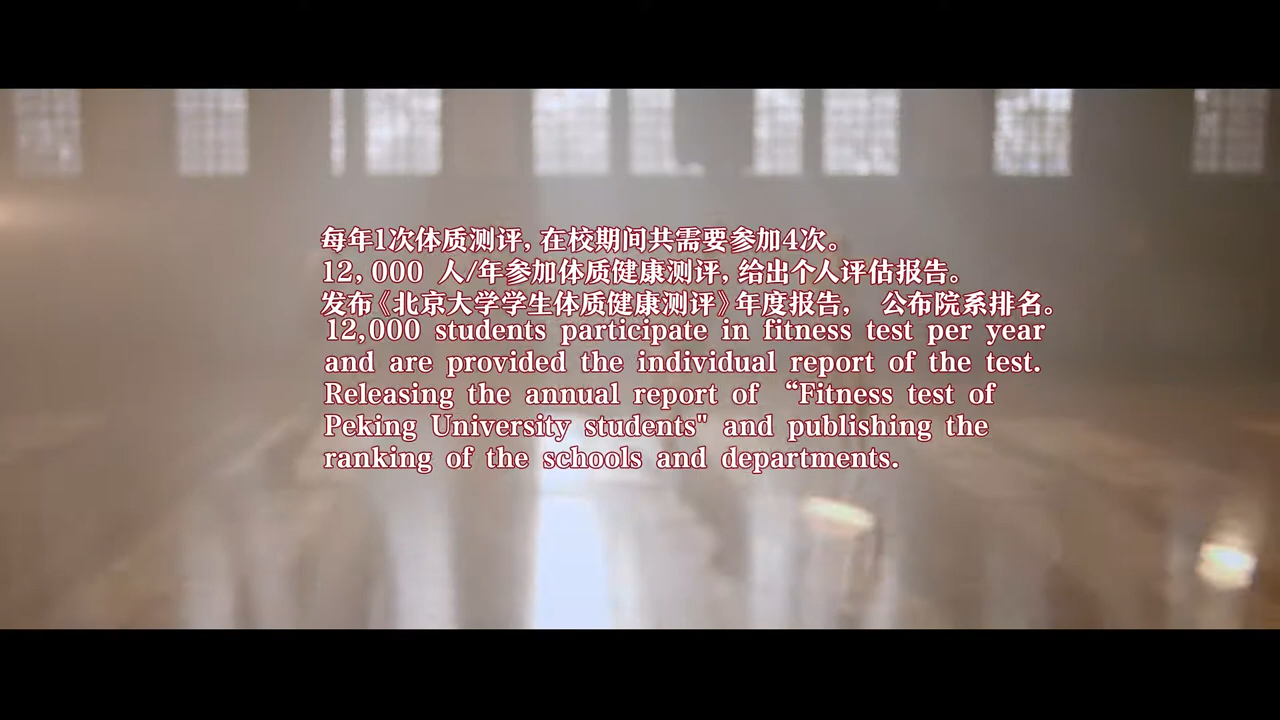 每年1次体质测评, 在校期间共需要参加4次。
12, 000 人/年参加体质健康测评, 给出个人评估报告。
发布《北京大学学生体质健康测评》年度报告, 公布院系排名。
12,000 students participate in fitness test per year
and are provided the individual report of the test.
Releasing the annual report of “Fitness test of
Peking University students" and publishing the
ranking of the schools and departments.